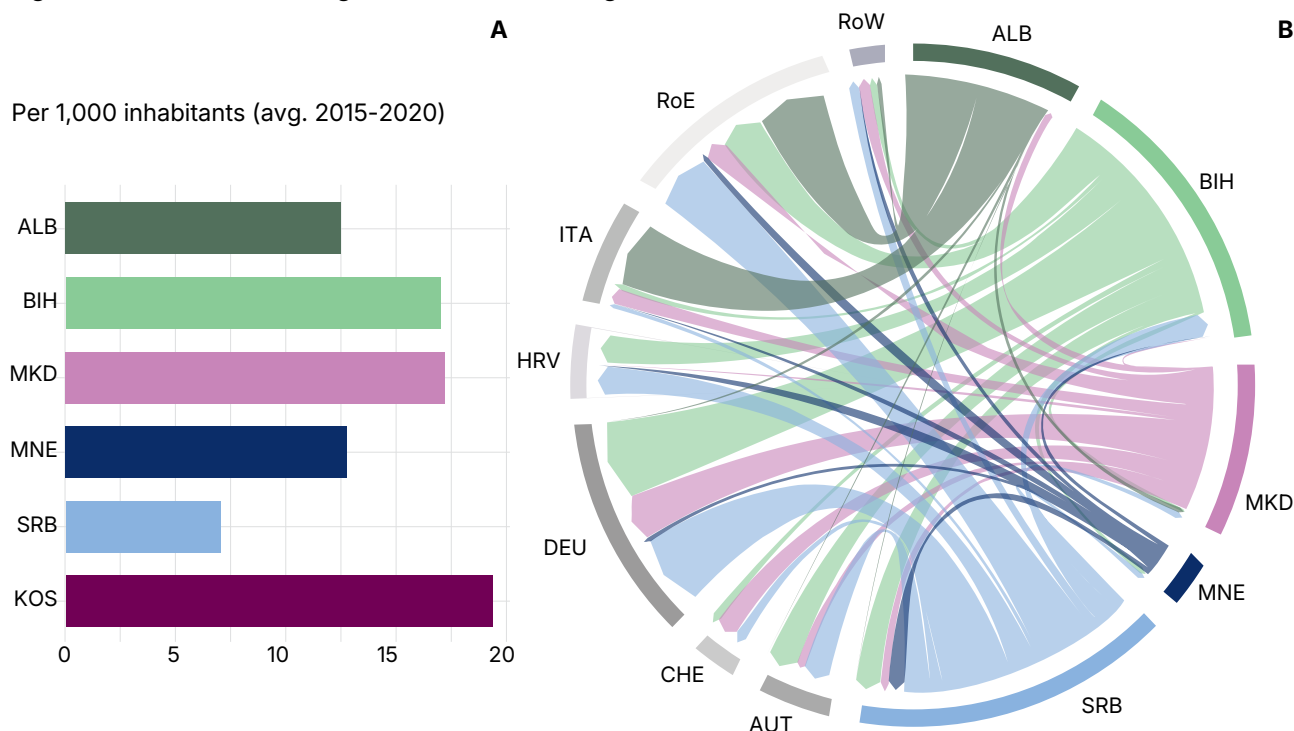 A
B
Per 1,000 inhabitants (avg. 2015-2020)
ALB
BIH
MKD
MNE
SRB
KOS
0 5 10 15 20
RoW
ALB
RoE
BIH
ITA
HRV
MKD
DEU
MNE
CHE
SRB
AUT